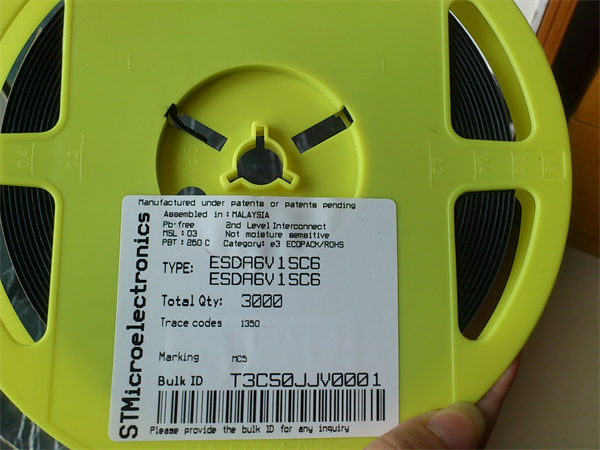 Manufactured under patents or patents pending
Assembled in : MALAYSIA
Pb-free 2nd Level Interconnect
MSL : 03 Not moisture sensitive
PBT : 260 C Category: e3 ECOPACK/ROHS
TYPE: ESDA6V1SC6
ESDA6V1SC6
Total Qty: 3000
Trace codes 1350
Marking MC5
Bulk ID T3C50JJV0001
Please provide the bulk ID for any inquiry
STMicroelectronics